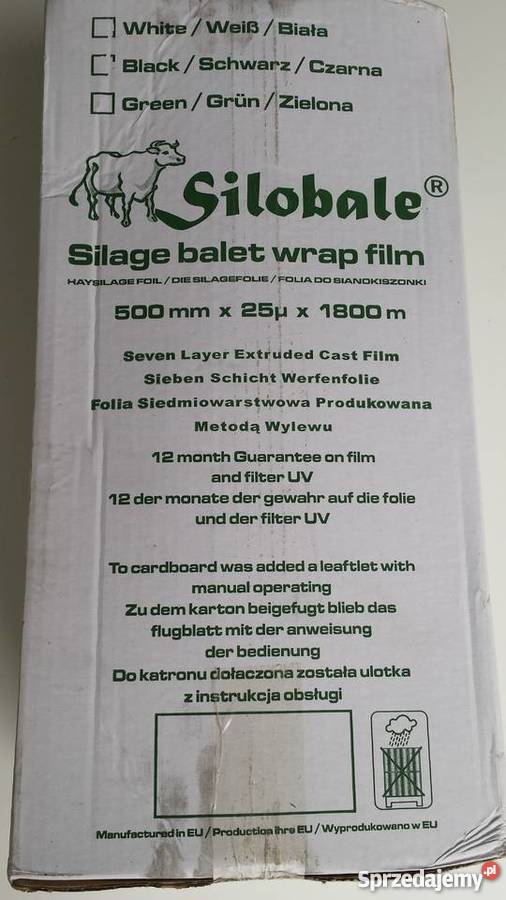 White / Weiß / Biała
Black / Schwarz / Czarna
Green / Grün / Zielona
Silobale®
Silage balet wrap film
HAYSILAGE FOIL / DIE SILAGEFOLIE / FOLIA DO SIANOKISZONKI
500 mm x 25µ x 1800 m
Seven Layer Extruded Cast Film
Sieben Schicht Werfenfolie
Folia Siedmiowarstwowa Produkowana
Metodą Wylewu
12 month Guarantee on film
and filter UV
12 der monate der gewahr auf die folie
und der filter UV
To cardboard was added a leaftlet with
manual operating
Zu dem karton beigefugt blieb das
flugblatt mit der anweisung
der bedienung
Do katronu dołaczona została ulotka
z instrukcja obsługi
Manufactured in EU / Production ihre EU / Wyprodukowano w EU
Sprzedajemy.pl